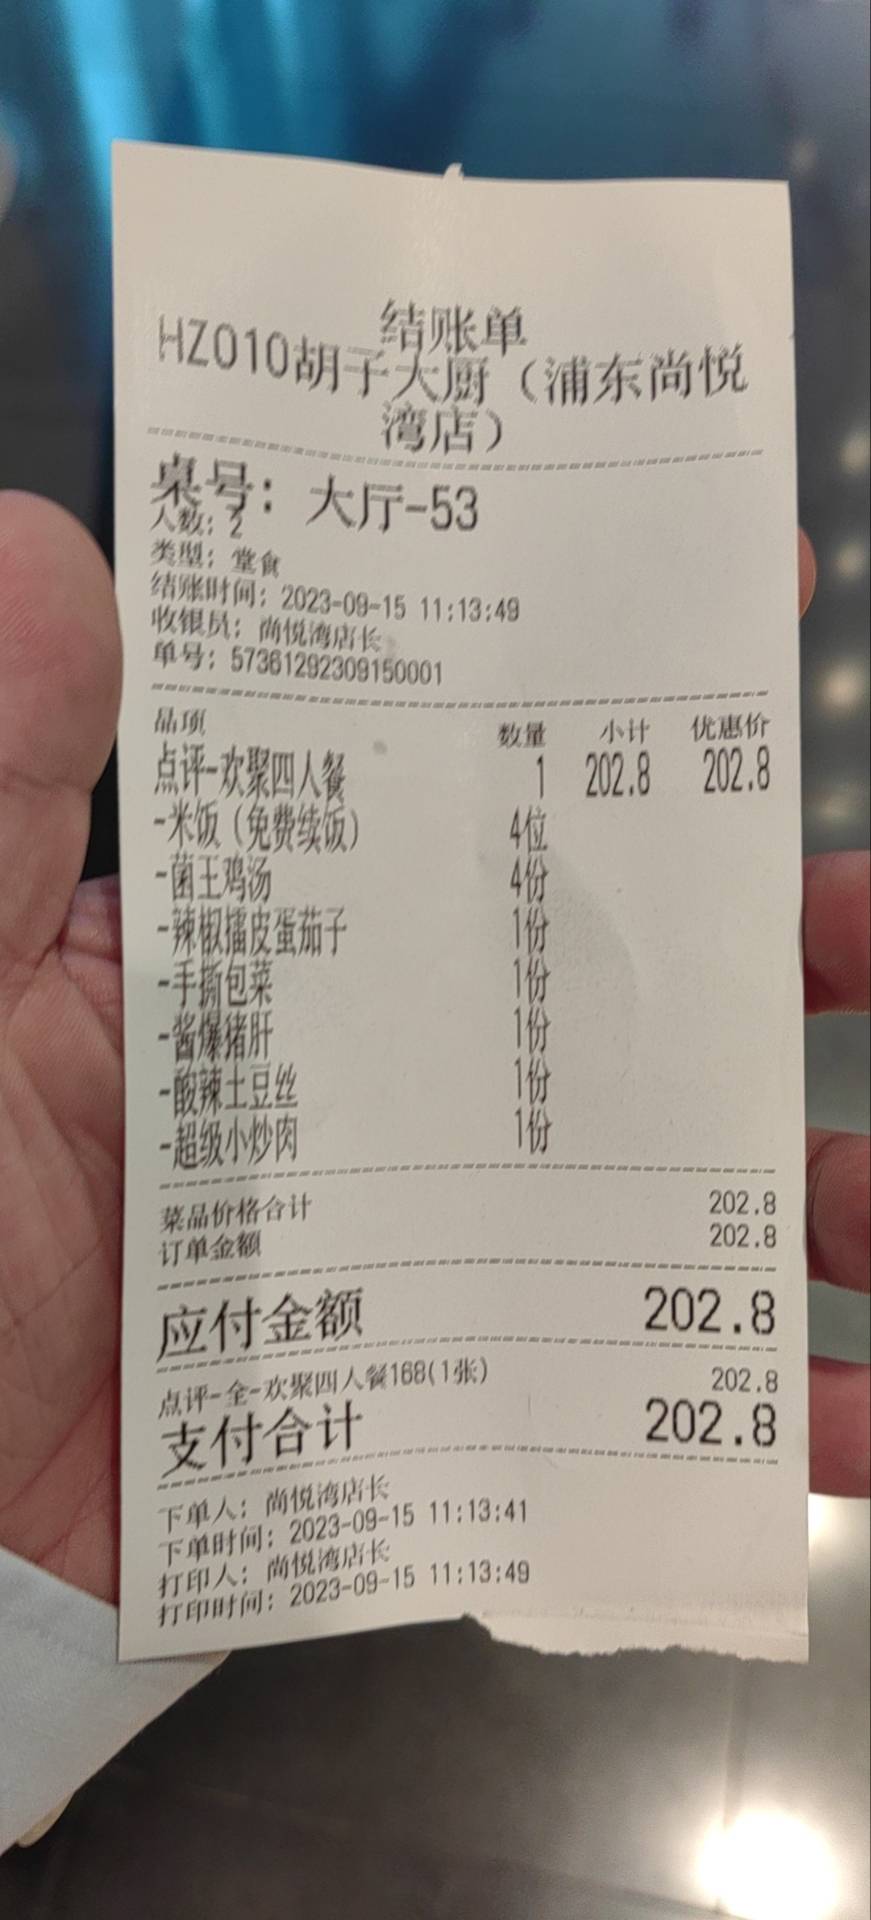 结账单
HZ010胡子大厨（浦东尚悦
湾店）
桌号：大厅-53
人数：2
类型：堂食
结账时间：2023-09-15 11:13:49
收银员：尚悦湾店长
单号：57361292309150001
品项 数量 小计 优惠价
点评-欢聚四人餐 1 202.8 202.8
-米饭（免费续饭） 4位
-菌王鸡汤 4份
-辣椒擂皮蛋茄子 1份
-手撕包菜 1份
-酱爆猪肝 1份
-酸辣土豆丝 1份
-超级小炒肉 1份
菜品价格合计 202.8
订单金额 202.8
应付金额 202.8
点评-全-欢聚四人餐168(1张) 202.8
支付合计 202.8
下单人：尚悦湾店长
下单时间：2023-09-15 11:13:41
打印人：尚悦湾店长
打印时间：2023-09-15 11:13:49